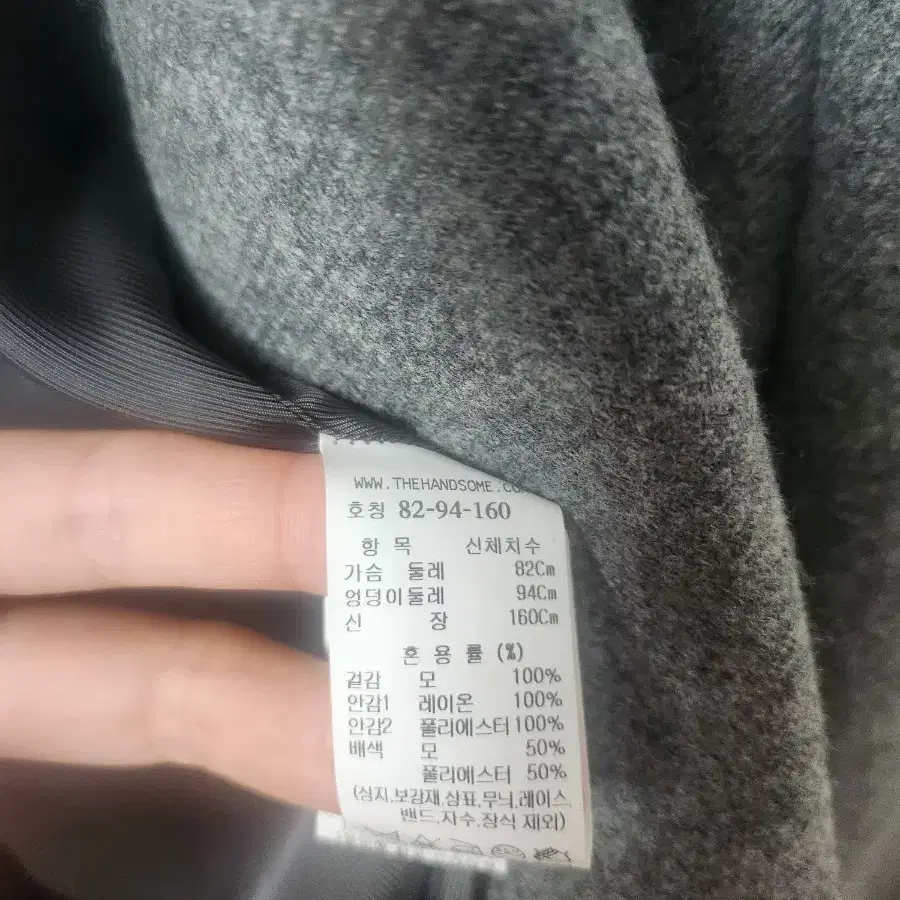 WWW.THEHANDSOME.CO
호칭 82-94-160
항 목 신체치수
가슴 둘레 82Cm
엉덩이둘레 94Cm
신 장 160Cm
혼 용 률 (%)
겉감 모 100%
안감1 레이온 100%
안감2 폴리에스터 100%
배색 모 50%
폴리에스터 50%
(심지,보강재,상표,무늬,레이스,
밴드,자수,장식 제외)